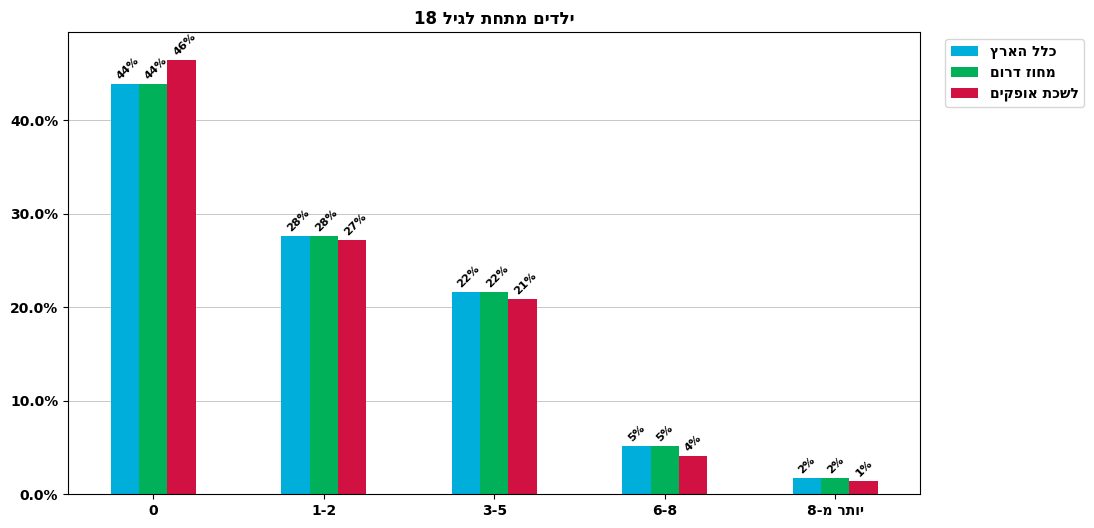 ילדים מתחת לגיל 18
כלל הארץ
מחוז דרום
לשכת אופקים
40.0%
30.0%
20.0%
10.0%
0.0%
44% 44% 46%
28% 28% 27%
22% 22% 21%
5% 5% 4%
2% 2% 1%
0 1-2 3-5 6-8 יותר מ-8